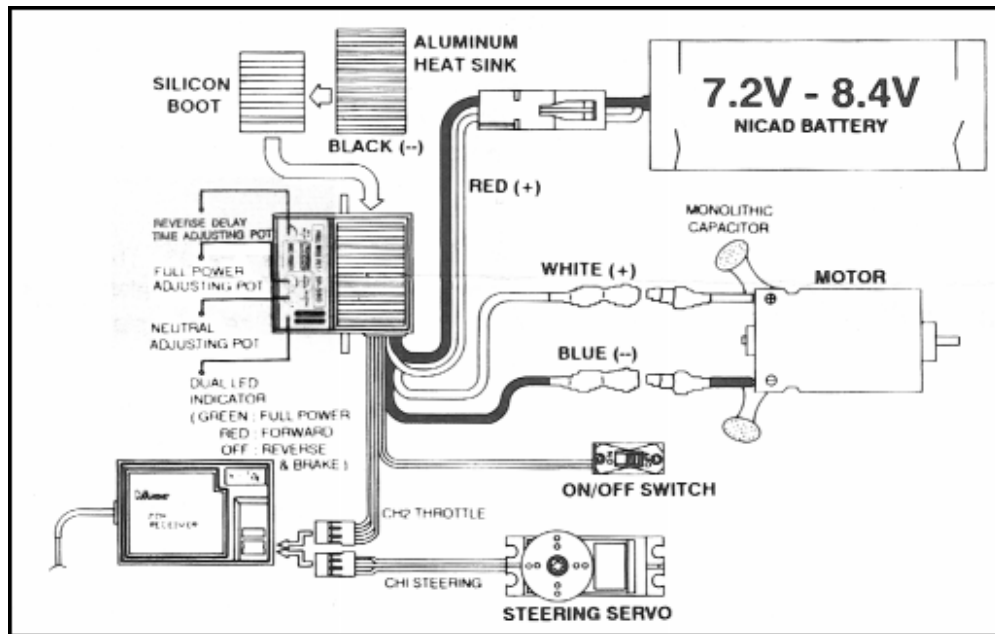 ALUMINUM
HEAT SINK
SILICON
BOOT
BLACK (--)
7.2V - 8.4V
NICAD BATTERY
RED (+)
REVERSE DELAY
TIME ADJUSTING POT
FULL POWER
ADJUSTING POT
NEUTRAL
ADJUSTING POT
DUAL LED
INDICATOR
( GREEN : FULL POWER
RED : FORWARD
OFF : REVERSE
& BRAKE )
MONOLITHIC
CAPACITOR
WHITE (+)
MOTOR
BLUE (--)
ON/OFF SWITCH
RECEIVER
CH2 THROTTLE
CH1 STEERING
STEERING SERVO